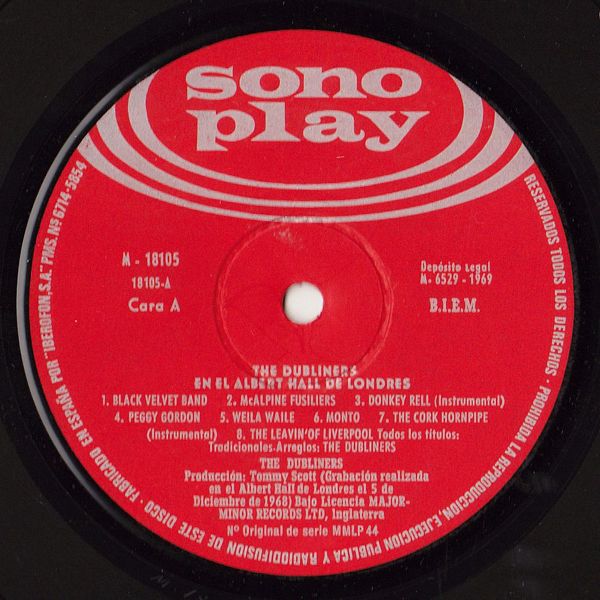 sono
play
M - 18105
18105-A
Cara A
Depósito Legal
M. 6529 - 1969
B.I.E.M.
THE DUBLINERS
EN EL ALBERT HALL DE LONDRES
1. BLACK VELVET BAND 2. McALPINE FUSILIERS 3. DONKEY RELL (Instrumental)
4. PEGGY GORDON 5. WEILA WAILE 6. MONTO 7. THE CORK HORNPIPE
(Instrumental) 8. THE LEAVIN'OF LIVERPOOL Todos los títulos:
Tradicionales-Arreglos: THE DUBLINERS
THE DUBLINERS
Producción: Tommy Scott (Grabación realizada
en el Albert Hall de Londres el 5 de
Diciembre de 1968) Bajo Licencia MAJOR-
MINOR RECORDS LTD, Inglaterra
Nº Original de serie MMLP 44
FABRICADO EN ESPAÑA POR "IBEROFON, S.A." PMS. Nº 6714-5854
RESERVADOS TODOS LOS DERECHOS · PROHIBIDA LA REPRODUCCION, EJECUCION PUBLICA Y RADIODIFUSION DE ESTE DISCO ·